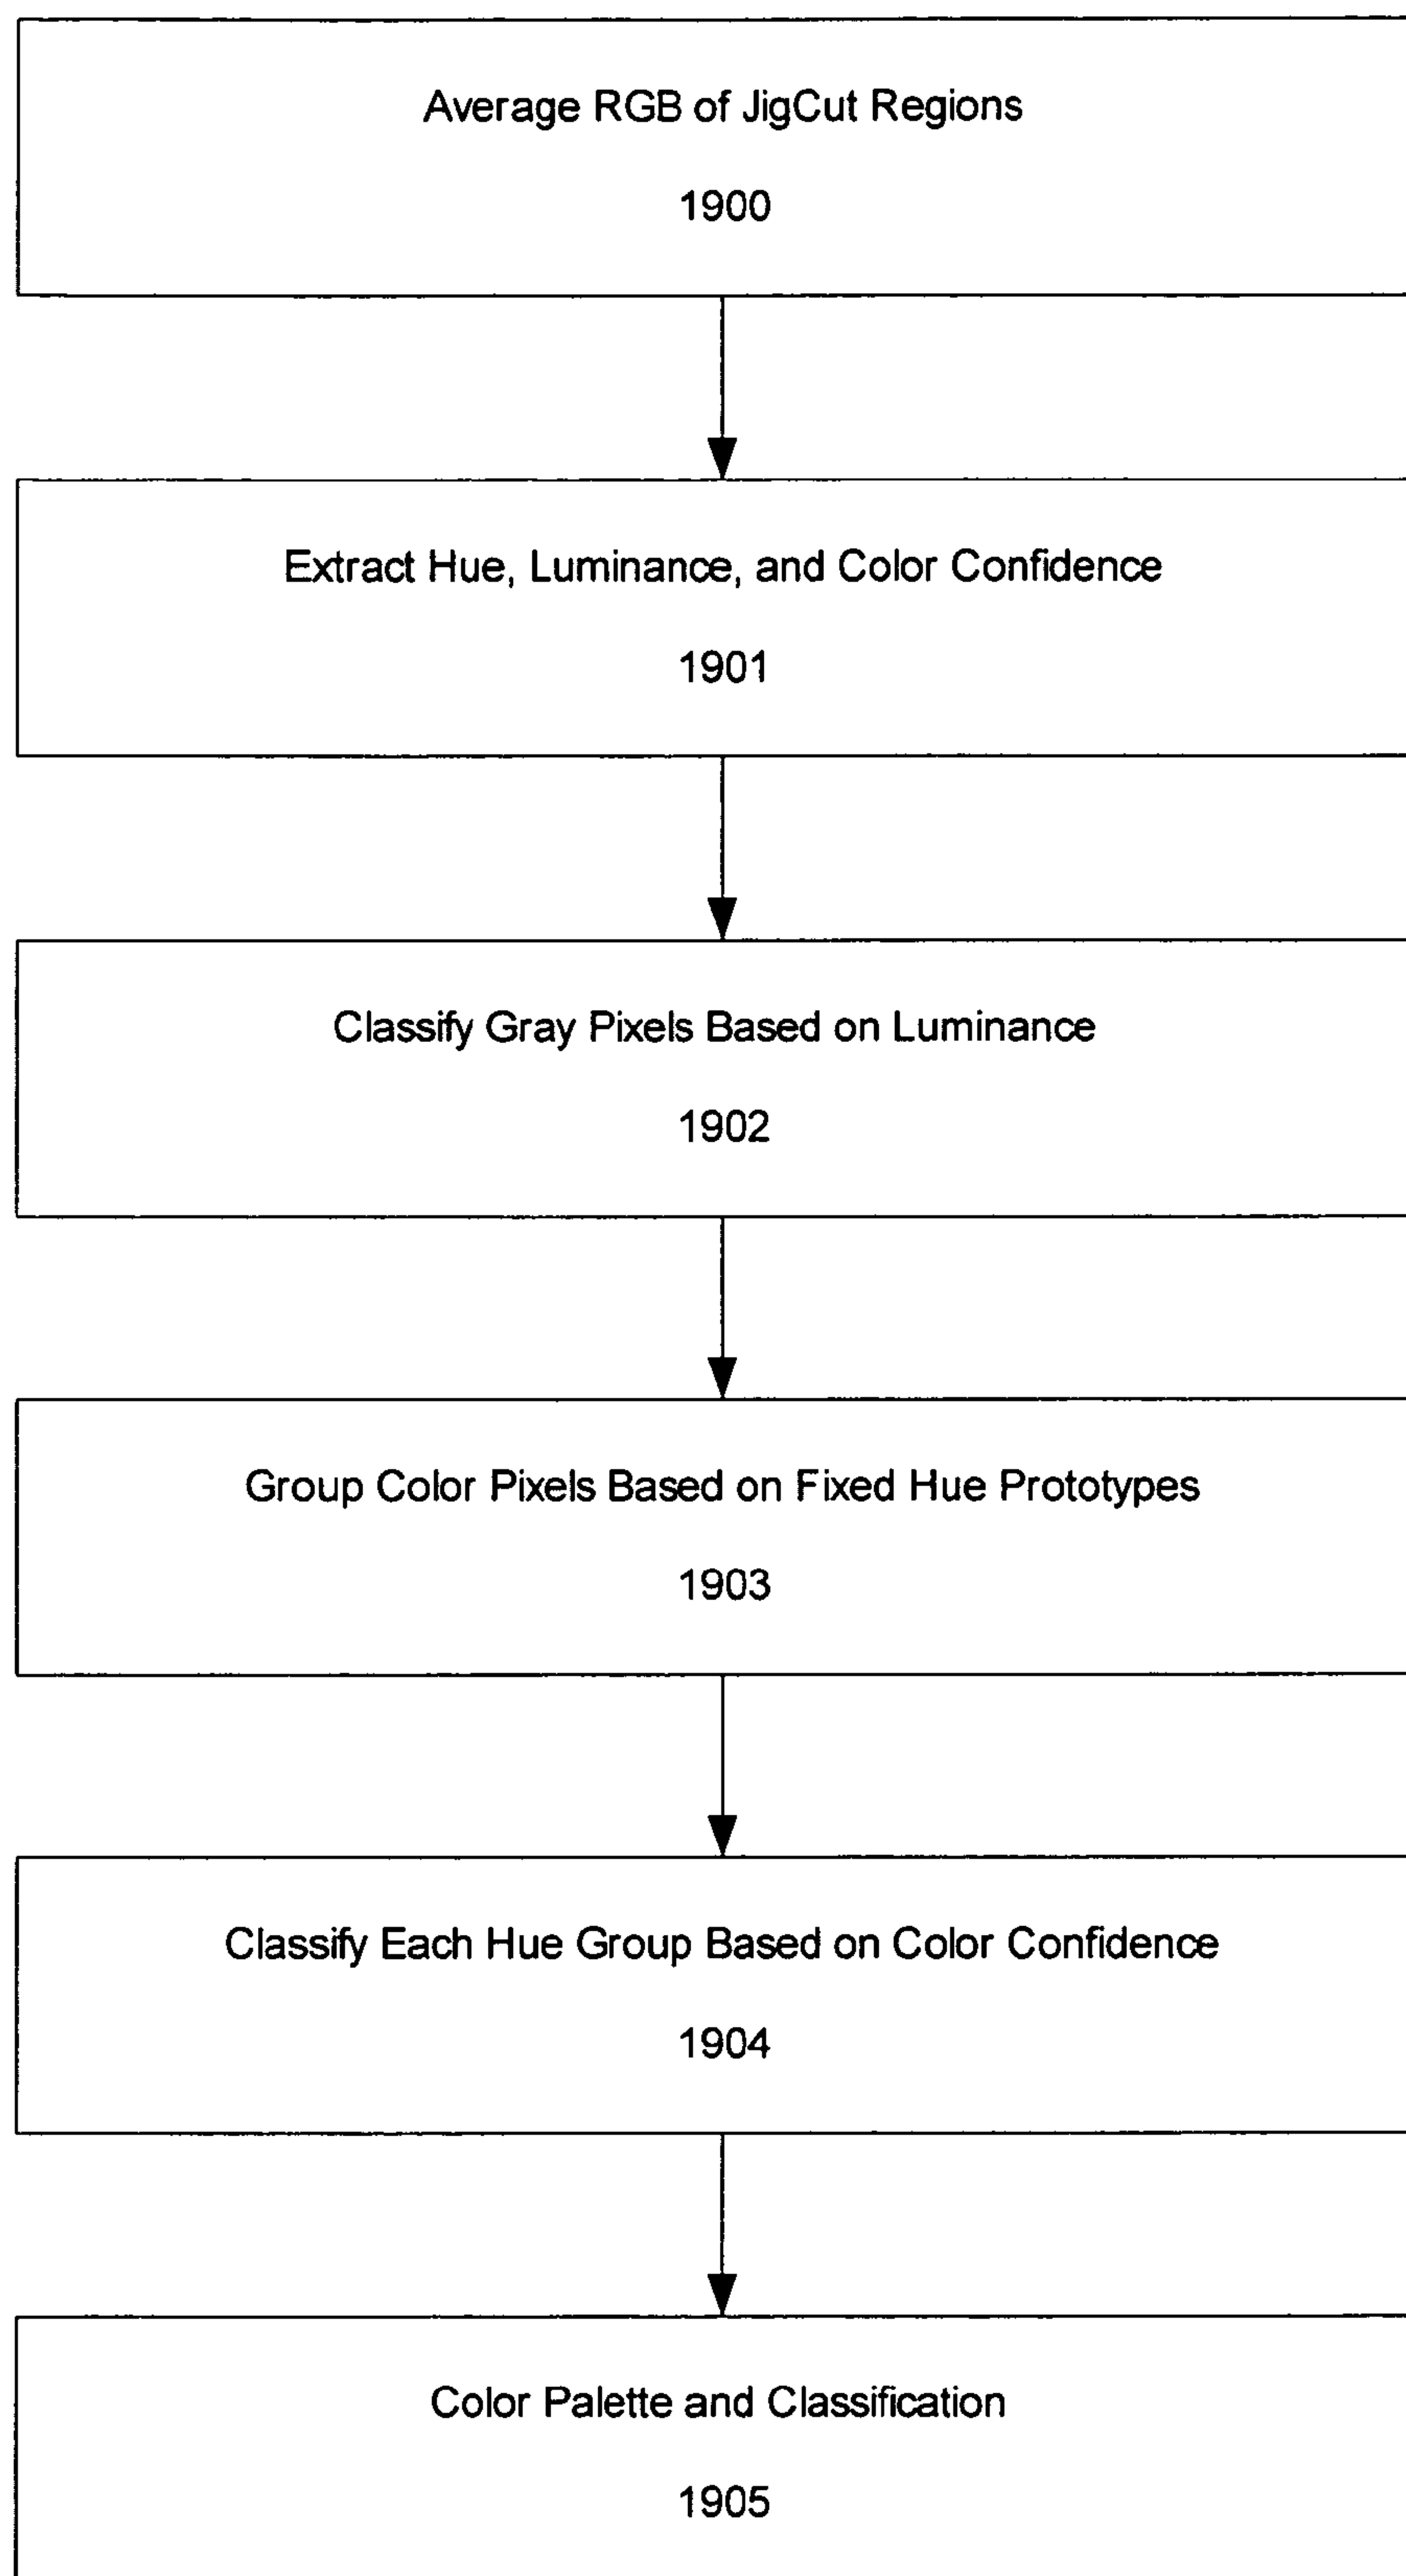 Average RGB of JigCut Regions
1900
Extract Hue, Luminance, and Color Confidence
1901
Classify Gray Pixels Based on Luminance
1902
Group Color Pixels Based on Fixed Hue Prototypes
1903
Classify Each Hue Group Based on Color Confidence
1904
Color Palette and Classification
1905